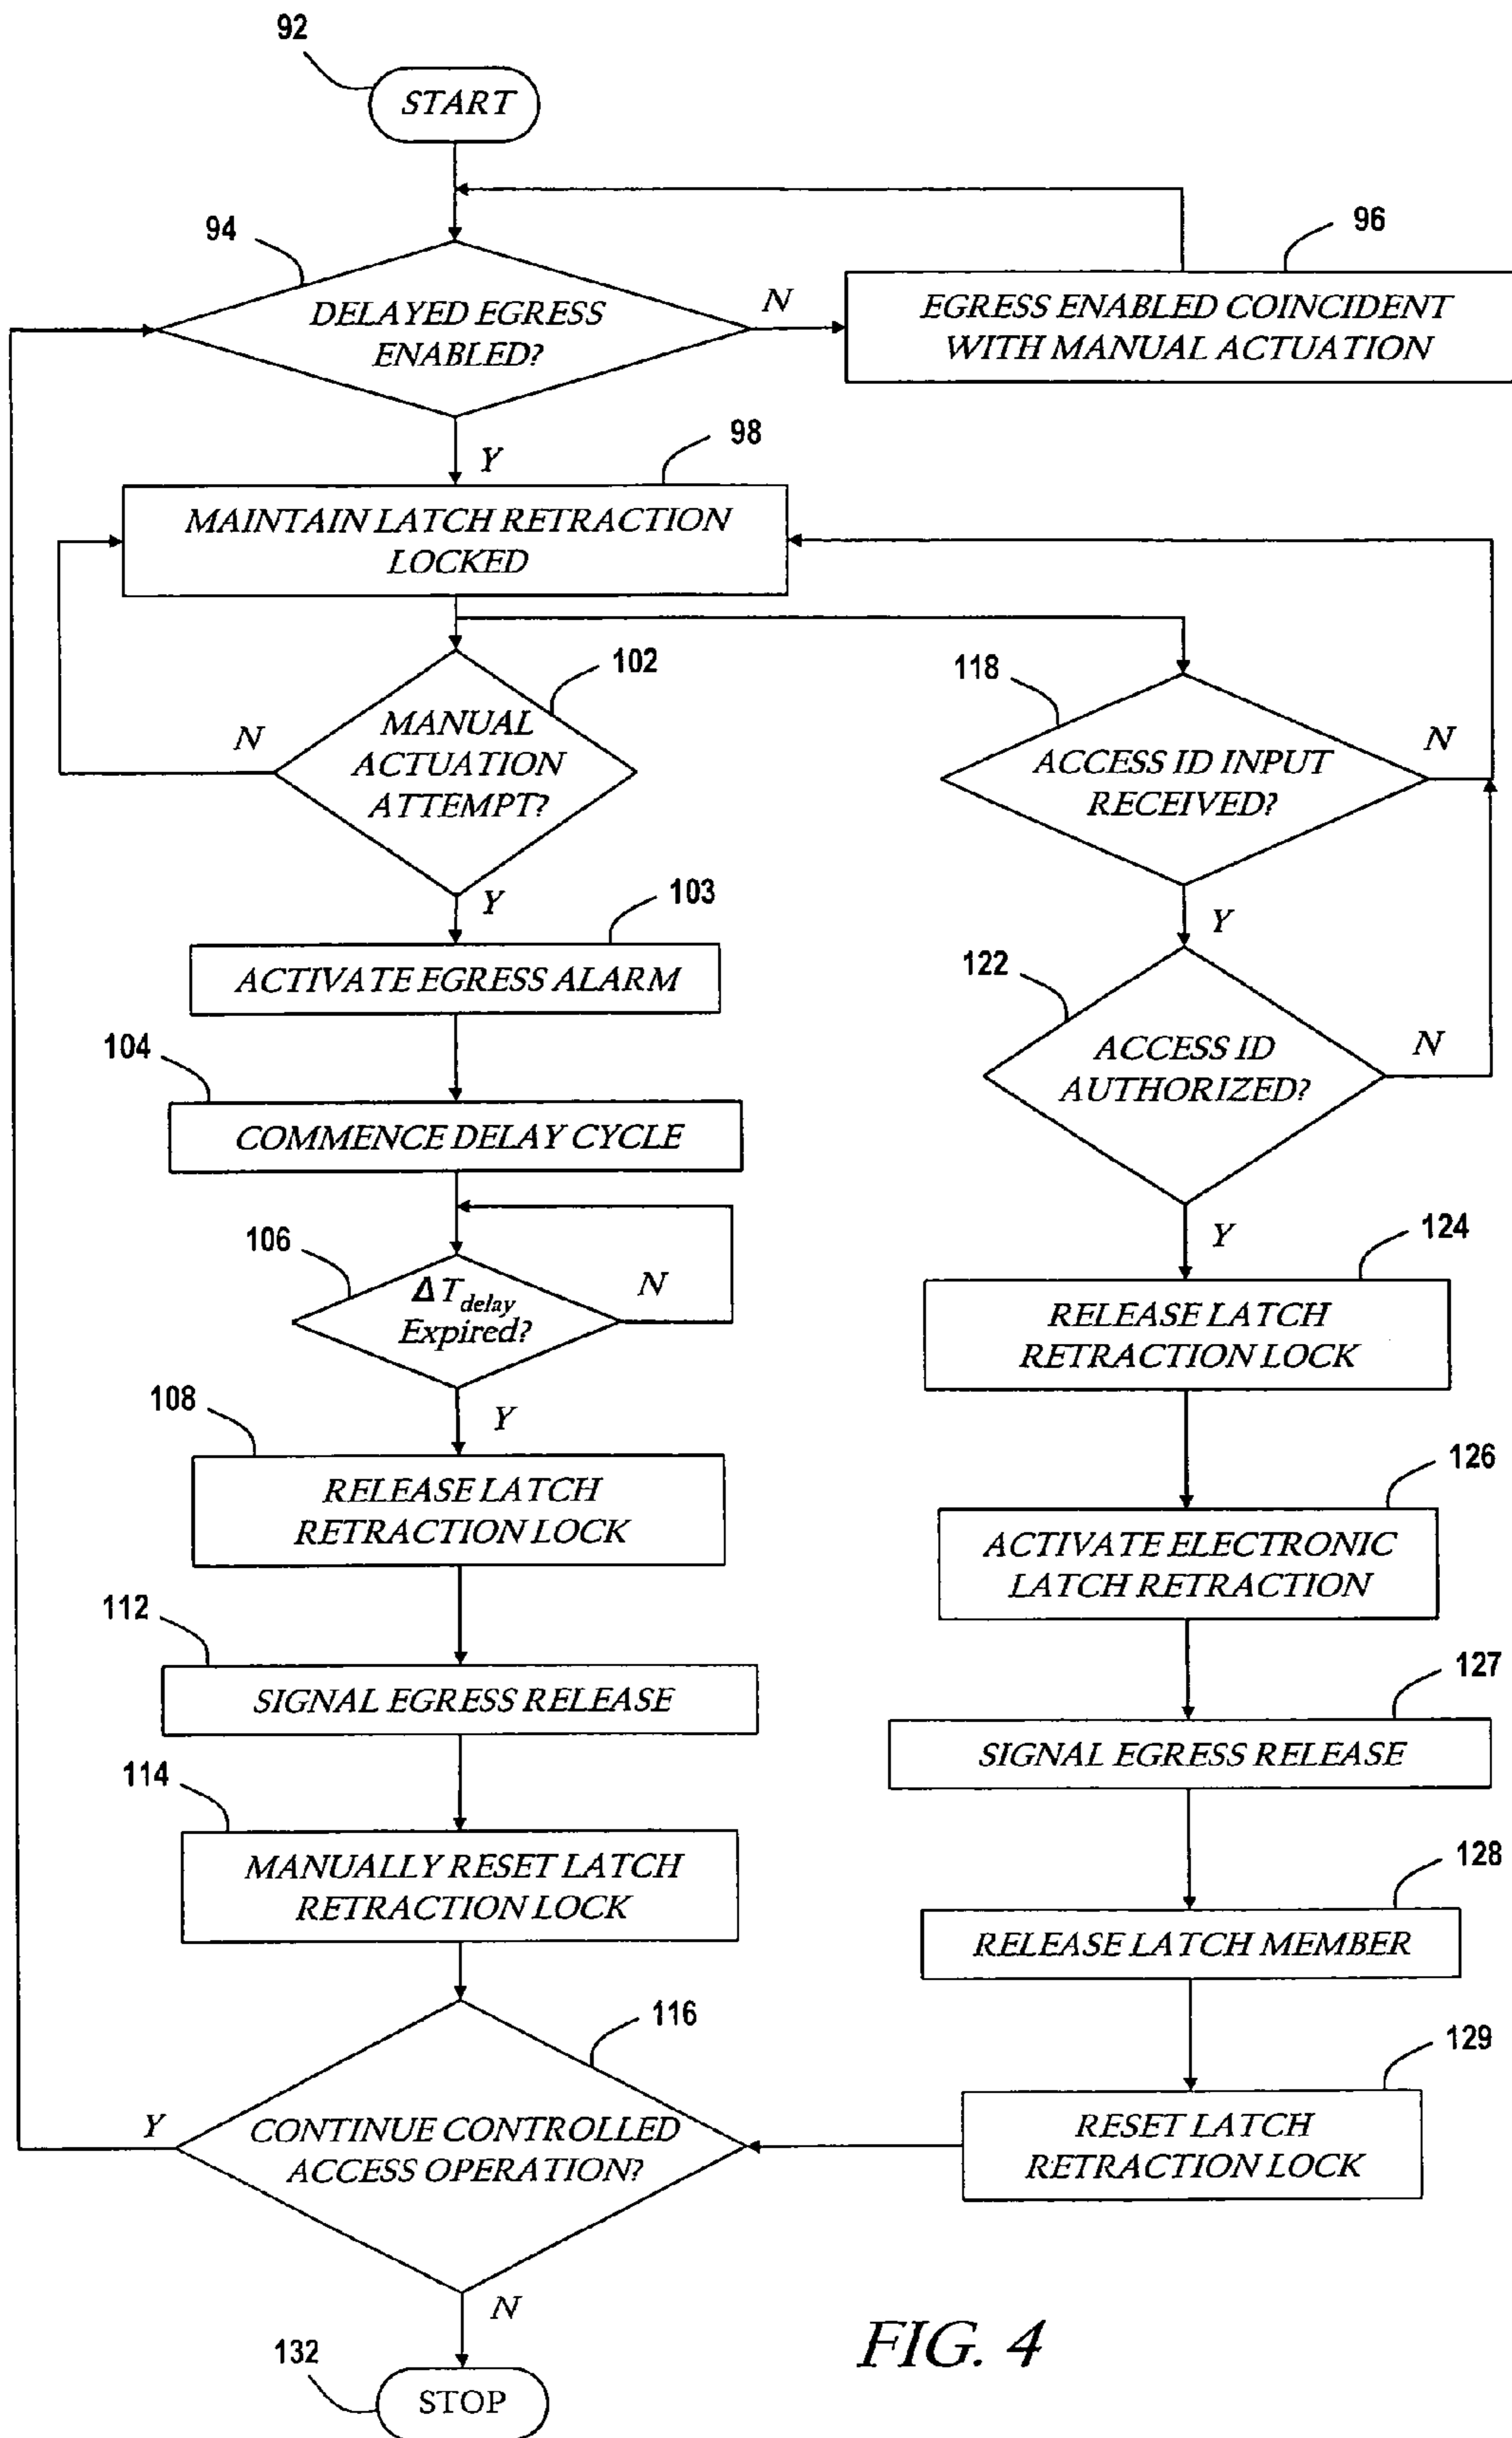 92
START
94
96
DELAYED EGRESS
ENABLED?
N
EGRESS ENABLED COINCIDENT
WITH MANUAL ACTUATION
Y
98
MAINTAIN LATCH RETRACTION
LOCKED
102
118
MANUAL
ACTUATION
ATTEMPT?
N
ACCESS ID INPUT
RECEIVED?
N
Y
103
Y
ACTIVATE EGRESS ALARM
122
ACCESS ID
AUTHORIZED?
N
104
COMMENCE DELAY CYCLE
106
ΔTdelay
Expired?
N
Y
124
RELEASE LATCH
RETRACTION LOCK
108
Y
RELEASE LATCH
RETRACTION LOCK
126
ACTIVATE ELECTRONIC
LATCH RETRACTION
112
SIGNAL EGRESS RELEASE
127
SIGNAL EGRESS RELEASE
114
MANUALLY RESET LATCH
RETRACTION LOCK
128
RELEASE LATCH MEMBER
116
129
Y
CONTINUE CONTROLLED
ACCESS OPERATION?
RESET LATCH
RETRACTION LOCK
N
132
STOP
FIG. 4